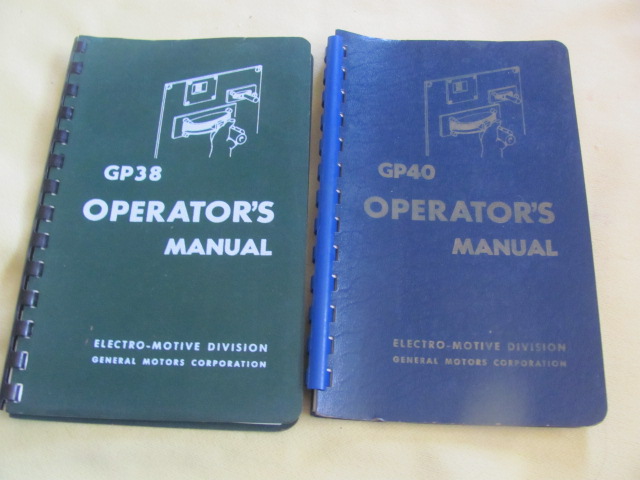 GP38
OPERATOR'S
MANUAL
ELECTRO-MOTIVE DIVISION
GENERAL MOTORS CORPORATION
GP40
OPERATOR'S
MANUAL
ELECTRO-MOTIVE DIVISION
GENERAL MOTORS CORPORATION